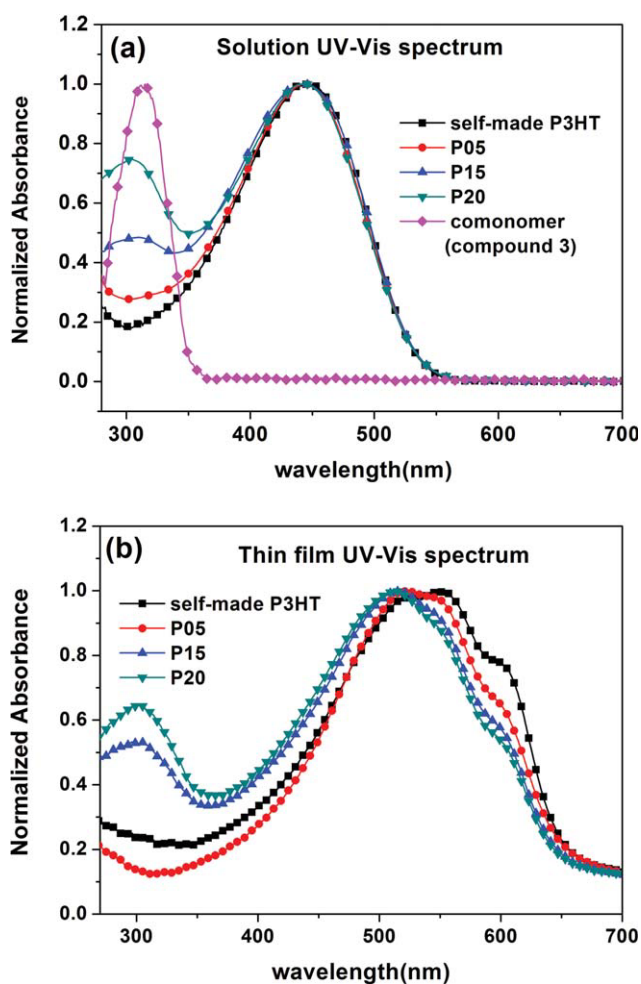 (a)
Solution UV-Vis spectrum
Normalized Absorbance
1.2
1.0
0.8
0.6
0.4
0.2
0.0
self-made P3HT
P05
P15
P20
comonomer
(compound 3)
300 400 500 600 700
wavelength(nm)
(b)
Thin film UV-Vis spectrum
Normalized Absorbance
1.2
1.0
0.8
0.6
0.4
0.2
0.0
self-made P3HT
P05
P15
P20
300 400 500 600 700
wavelength(nm)